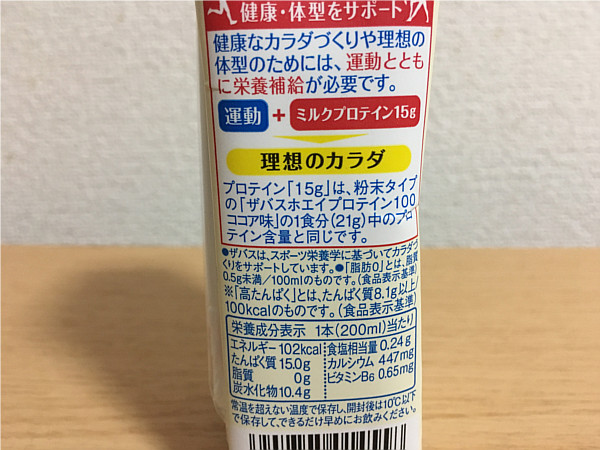 健康・体型をサポート
健康なカラダづくりや理想の
体型のためには、運動ととも
に栄養補給が必要です。
運動 + ミルクプロテイン15g
理想のカラダ
プロテイン「15g」は、粉末タイプ
の「ザバスホエイプロテイン100
ココア味」の1食分(21g)中のプロ
テイン含量と同じです。
●ザバスは、スポーツ栄養学に基づいてカラダづ
くりをサポートしています。●「脂肪0」とは、脂質
0.5g未満/100mlのものです。(食品表示基準)
※「高たんぱく」とは、たんぱく質8.1g以上/
100kcalのものです。(食品表示基準)
栄養成分表示 1本(200ml)当たり
エネルギー 102kcal 食塩相当量 0.24g
たんぱく質 15.0g カルシウム 447mg
脂質 0g ビタミンB6 0.65mg
炭水化物 10.4g
常温を超えない温度で保存し、開封後は10℃以下
で保存して、できるだけ早めにお飲みください。